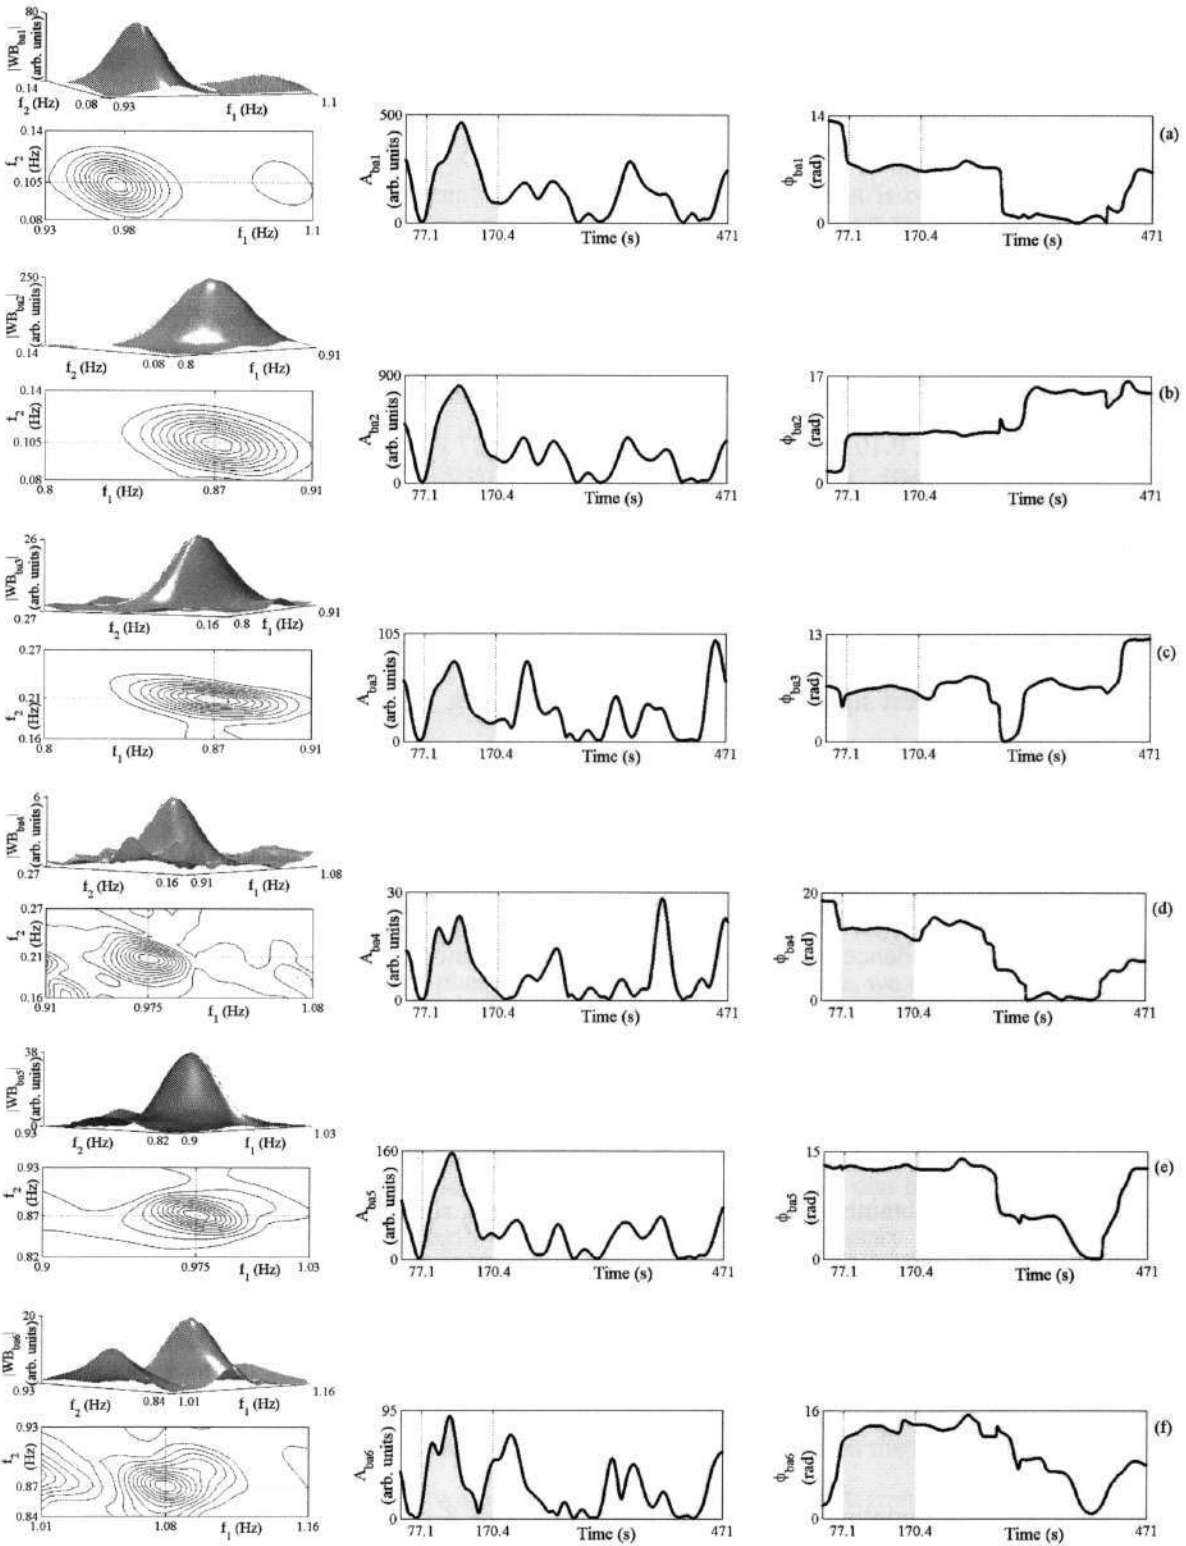 80
|WB_ba1|
(arb. units)
0.14
f_2 (Hz) 0.08 0.93 f_1 (Hz) 1.1
0.14
f_2 (Hz)
0.105
0.08
0.93 0.98 f_1 (Hz) 1.1
500
A_ba1
(arb. units)
0
77.1 170.4 Time (s) 471
14
ϕ_ba1
(rad)
0
77.1 170.4 Time (s) 471
(a)
250
|WB_ba2|
(arb. units)
0.14
f_2 (Hz) 0.08 0.8 f_1 (Hz) 0.91
0.14
f_2 (Hz)
0.105
0.08
0.8 f_1 (Hz) 0.87 0.91
900
A_ba2
(arb. units)
0
77.1 170.4 Time (s) 471
17
ϕ_ba2
(rad)
0
77.1 170.4 Time (s) 471
(b)
26
|WB_ba3|
(arb. units)
0.27
f_2 (Hz) 0.16 0.8 f_1 (Hz) 0.91
0.27
f_2 (Hz)
0.21
0.16
0.8 f_1 (Hz) 0.87 0.91
105
A_ba3
(arb. units)
0
77.1 170.4 Time (s) 471
13
ϕ_ba3
(rad)
0
77.1 170.4 Time (s) 471
(c)
6
|WB_ba4|
(arb. units)
0.27
f_2 (Hz) 0.16 0.91 f_1 (Hz) 1.08
0.27
f_2 (Hz)
0.21
0.16
0.91 0.975 f_1 (Hz) 1.08
30
A_ba4
(arb. units)
0
77.1 170.4 Time (s) 471
20
ϕ_ba4
(rad)
0
77.1 170.4 Time (s) 471
(d)
38
|WB_ba5|
(arb. units)
0
0.93
f_2 (Hz) 0.82 0.9 f_1 (Hz) 1.03
0.93
f_2 (Hz)
0.87
0.82
0.9 0.975 f_1 (Hz) 1.03
160
A_ba5
(arb. units)
0
77.1 170.4 Time (s) 471
15
ϕ_ba5
(rad)
0
77.1 170.4 Time (s) 471
(e)
20
|WB_ba6|
(arb. units)
0.93
f_2 (Hz) 0.84 1.01 f_1 (Hz) 1.16
0.93
f_2 (Hz)
0.87
0.84
1.01 1.08 f_1 (Hz) 1.16
95
A_ba6
(arb. units)
0
77.1 170.4 Time (s) 471
16
ϕ_ba6
(rad)
0
77.1 170.4 Time (s) 471
(f)